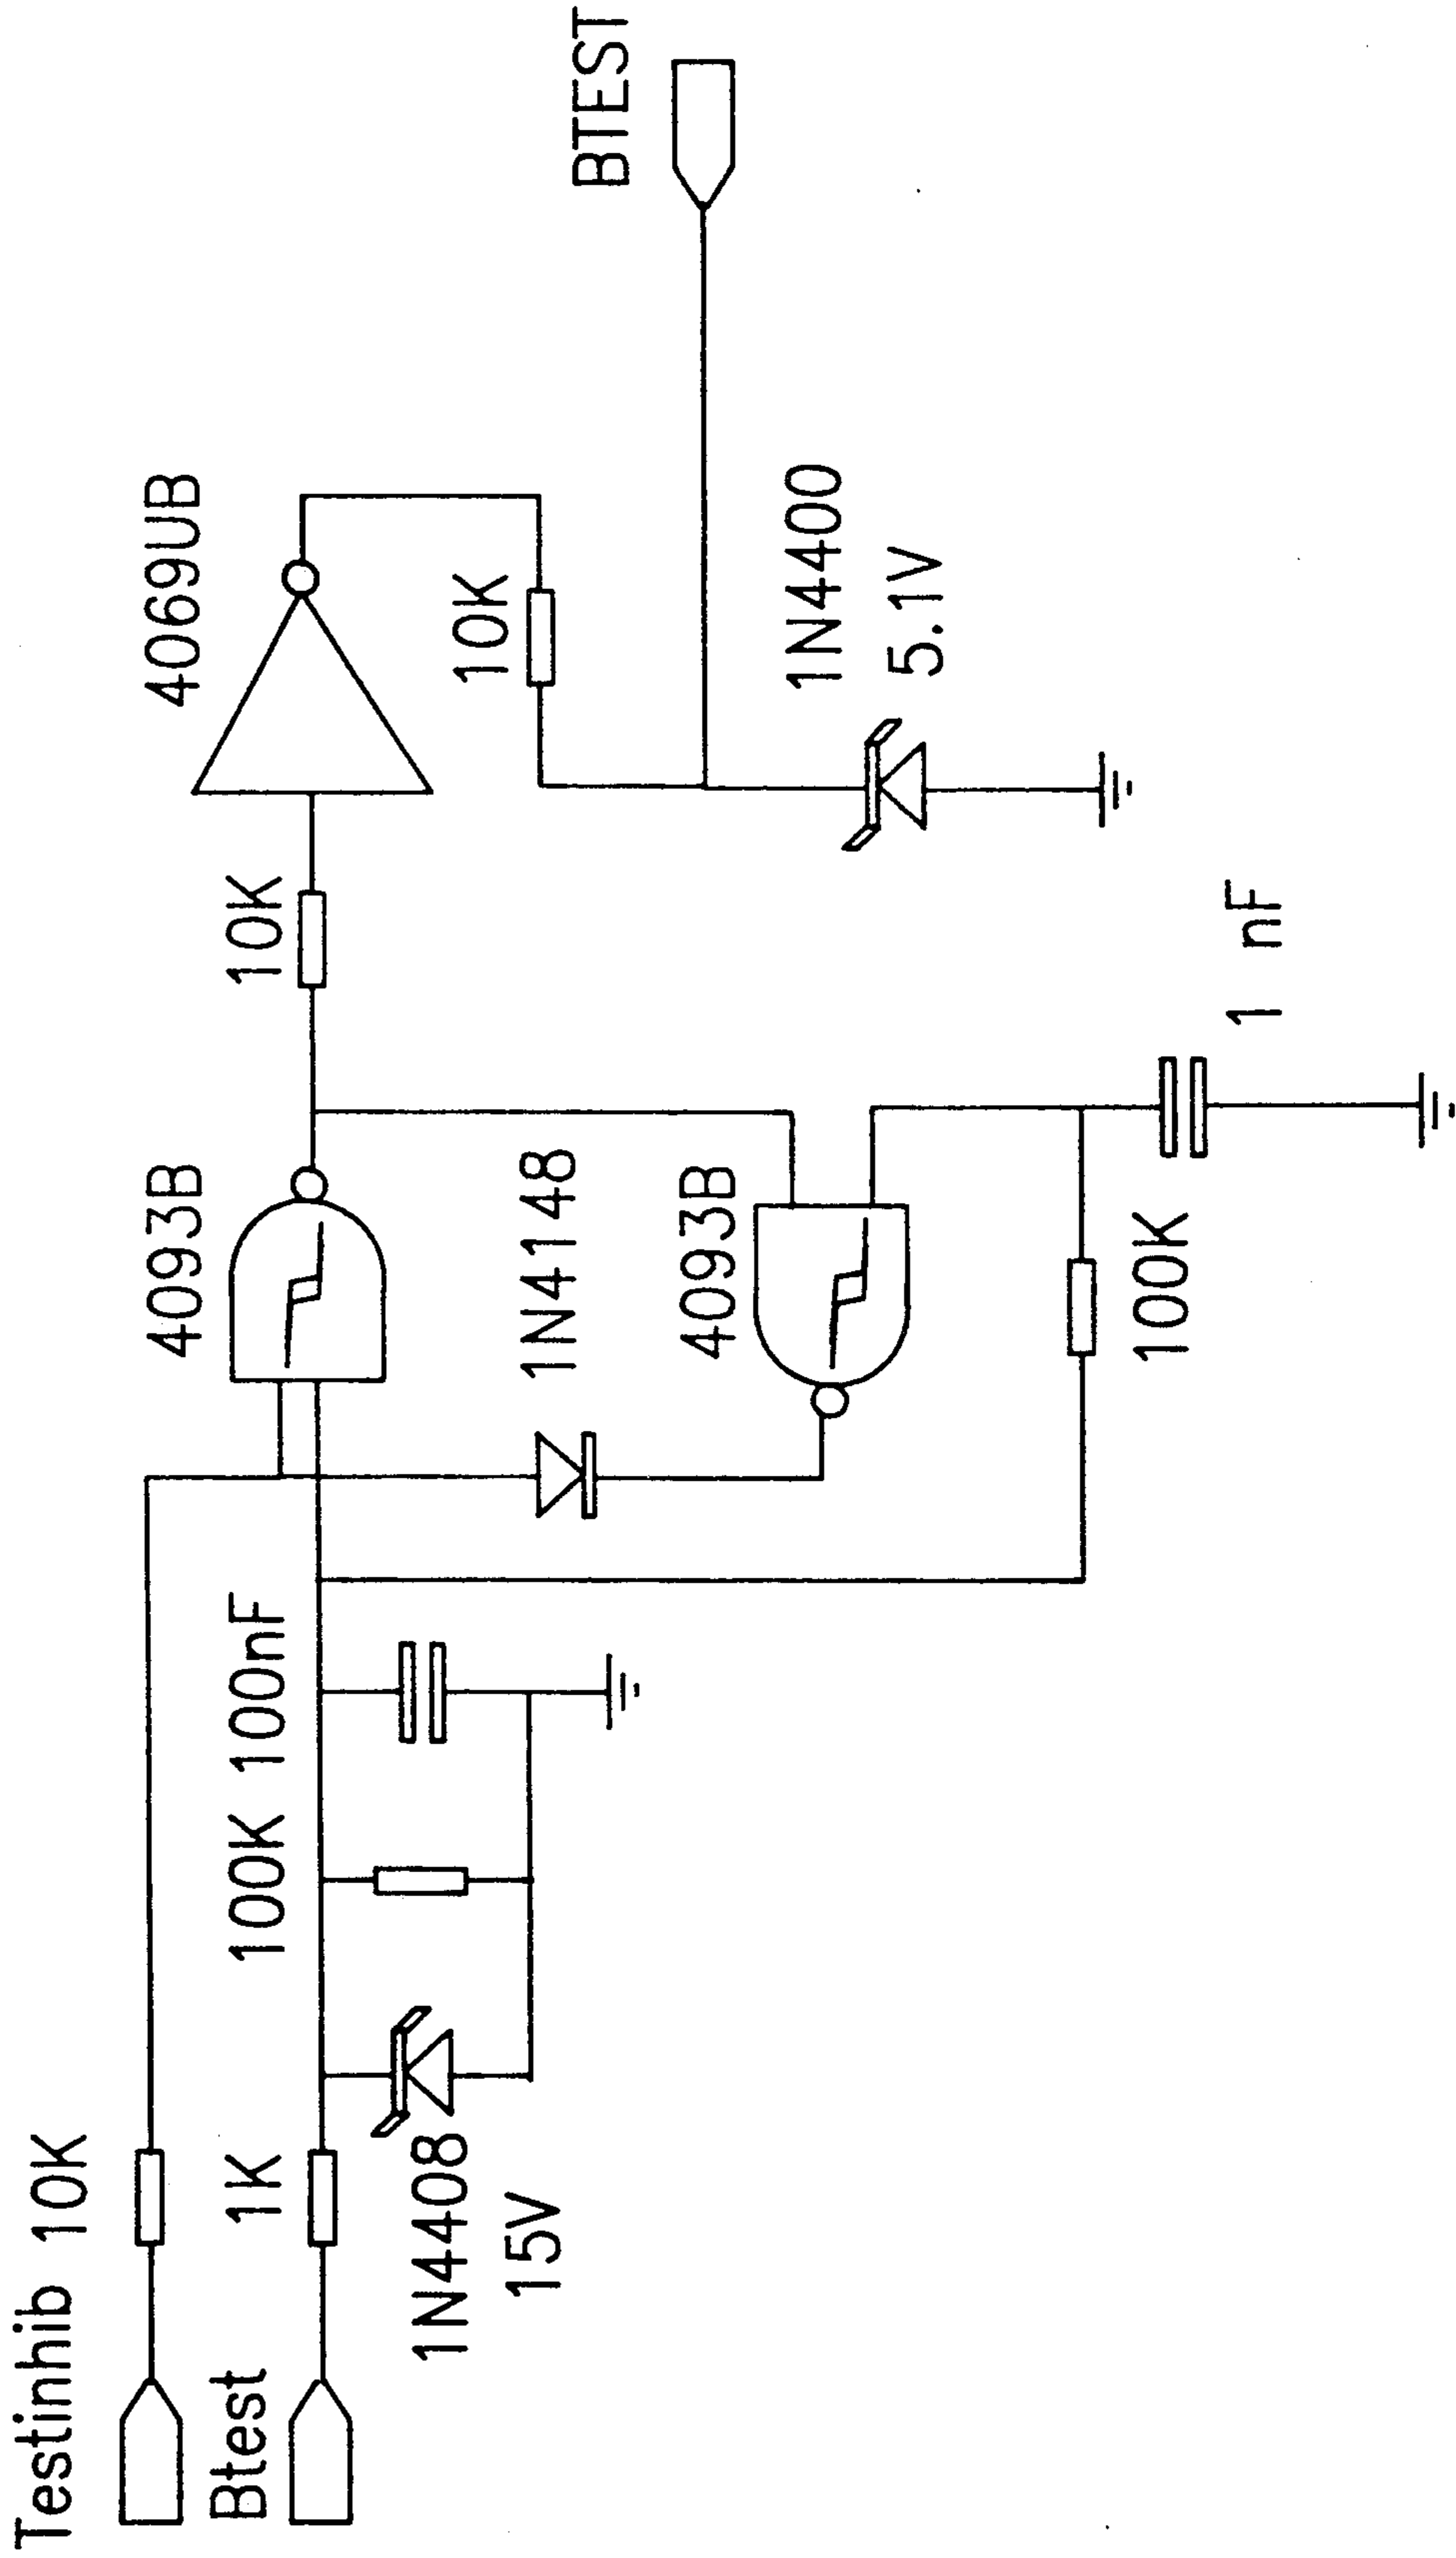 Testinhib 10K
Btest
1K
1N4408
15V
100K 100nF
4093B
1N4148
4093B
100K
10K
1 nF
4069UB
10K
1N4400
5.1V
BTEST